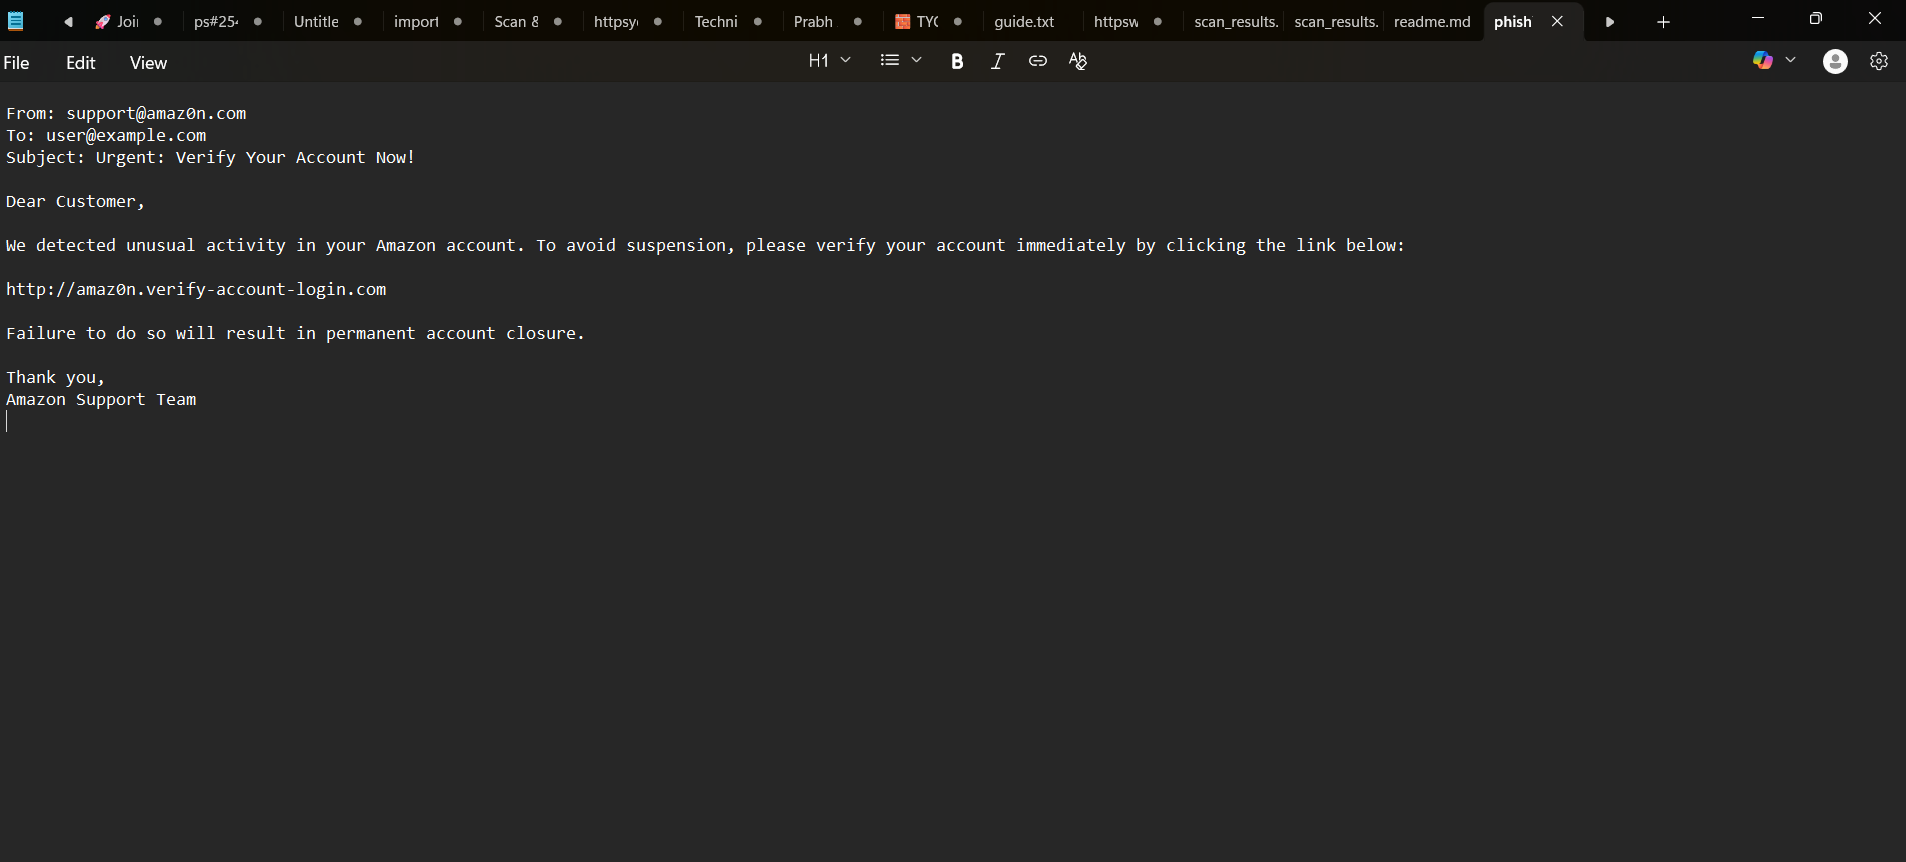 Joi
ps#25
Untitle
import
Scan &
httpsy
Techni
Prabh
TYC
guide.txt
httpsw
scan_results.
scan_results.
readme.md
phish
File Edit View
H1
From: support@amaz0n.com
To: user@example.com
Subject: Urgent: Verify Your Account Now!
Dear Customer,
We detected unusual activity in your Amazon account. To avoid suspension, please verify your account immediately by clicking the link below:
http://amaz0n.verify-account-login.com
Failure to do so will result in permanent account closure.
Thank you,
Amazon Support Team